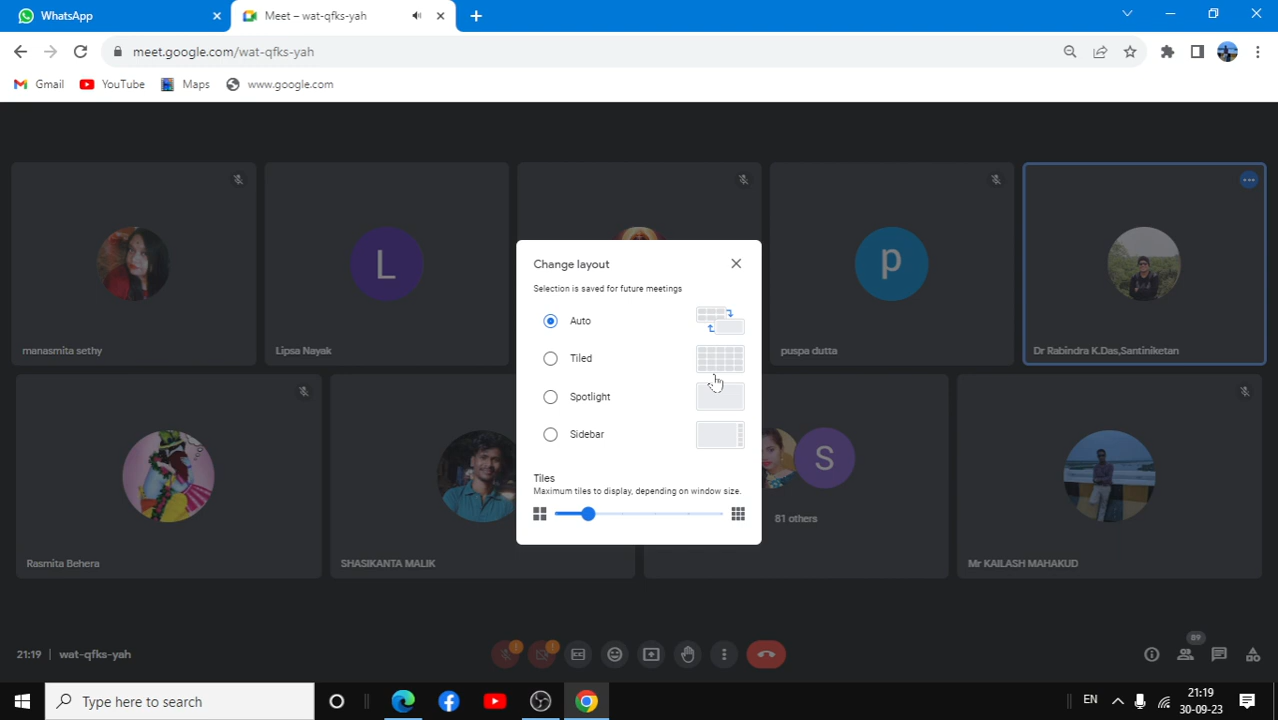 WhatsApp
Meet – wat-qfks-yah
meet.google.com/wat-qfks-yah
Gmail YouTube Maps www.google.com
Change layout
Selection is saved for future meetings
Auto
Tiled
Spotlight
Sidebar
Tiles
Maximum tiles to display, depending on window size.
L
p
manasmita sethy
Lipsa Nayak
puspa dutta
Dr Rabindra K.Das,Santiniketan
S
81 others
Rasmita Behera
SHASIKANTA MALIK
Mr KAILASH MAHAKUD
21:19 | wat-qfks-yah
89
Type here to search
EN
21:19
30-09-23